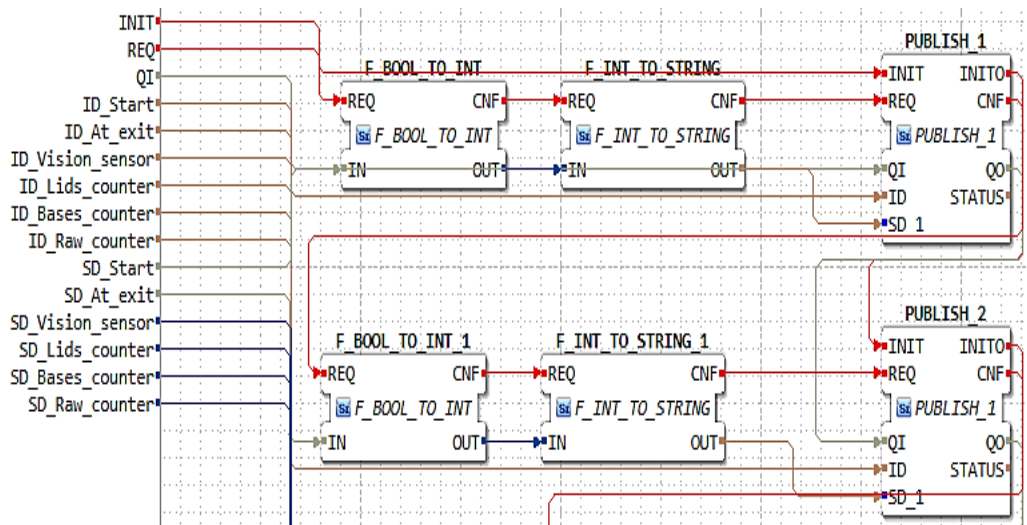 INIT
REQ
QI
ID_Start
ID_At_exit
ID_Vision_sensor
ID_Lids_counter
ID_Bases_counter
ID_Raw_counter
SD_Start
SD_At_exit
SD_Vision_sensor
SD_Lids_counter
SD_Bases_counter
SD_Raw_counter
F_BOOL_TO_INT
REQ CNF
F_BOOL_TO_INT
IN OUT
F_INT_TO_STRING
REQ CNF
F_INT_TO_STRING
IN OUT
PUBLISH_1
INIT INITO
REQ CNF
PUBLISH_1
QI QO
ID STATUS
SD_1
F_BOOL_TO_INT_1
REQ CNF
F_BOOL_TO_INT
IN OUT
F_INT_TO_STRING_1
REQ CNF
F_INT_TO_STRING
IN OUT
PUBLISH_2
INIT INITO
REQ CNF
PUBLISH_1
QI QO
ID STATUS
SD_1